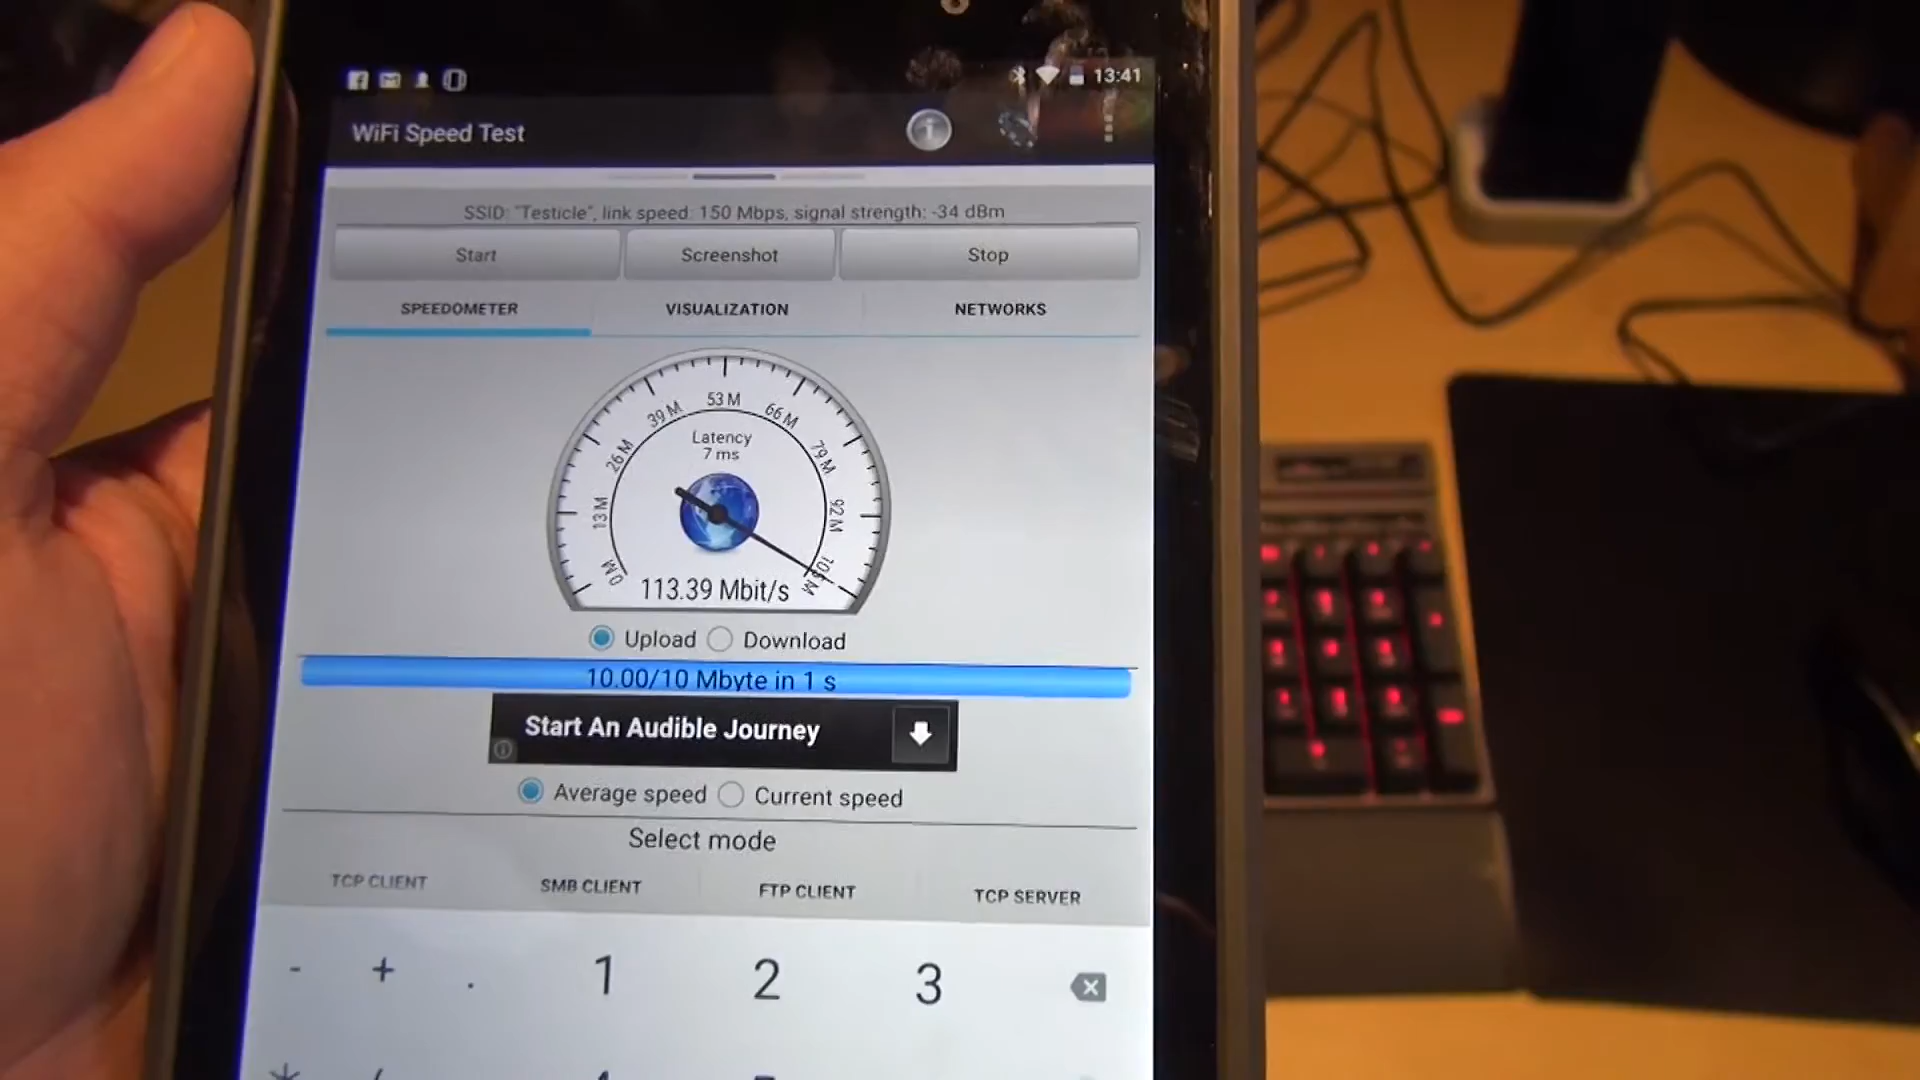 13:41
WiFi Speed Test
SSID: "Testicle", link speed: 150 Mbps, signal strength: -34 dBm
Start Screenshot Stop
SPEEDOMETER VISUALIZATION NETWORKS
0 M 13 M 26 M 39 M 53 M 66 M 79 M 92 M
Latency
7 ms
113.39 Mbit/s
Upload Download
10.00/10 Mbyte in 1 s
Start An Audible Journey
Average speed Current speed
Select mode
TCP CLIENT SMB CLIENT FTP CLIENT TCP SERVER
- + . 1 2 3